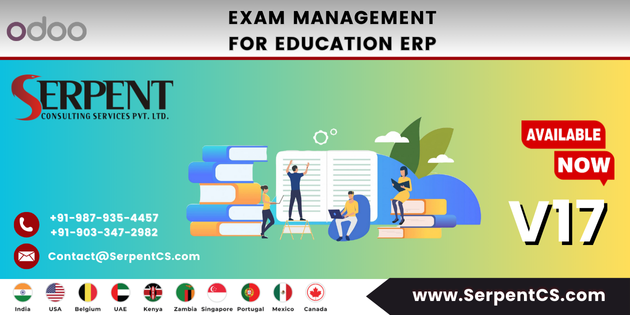 odoo
EXAM MANAGEMENT
FOR EDUCATION ERP
SERPENT
CONSULTING SERVICES PVT. LTD.
AVAILABLE
NOW
V17
+91-987-935-4457
+91-903-347-2982
Contact@SerpentCS.com
India USA Belgium UAE Kenya Zambia Singapore Portugal Mexico Canada
www.SerpentCS.com